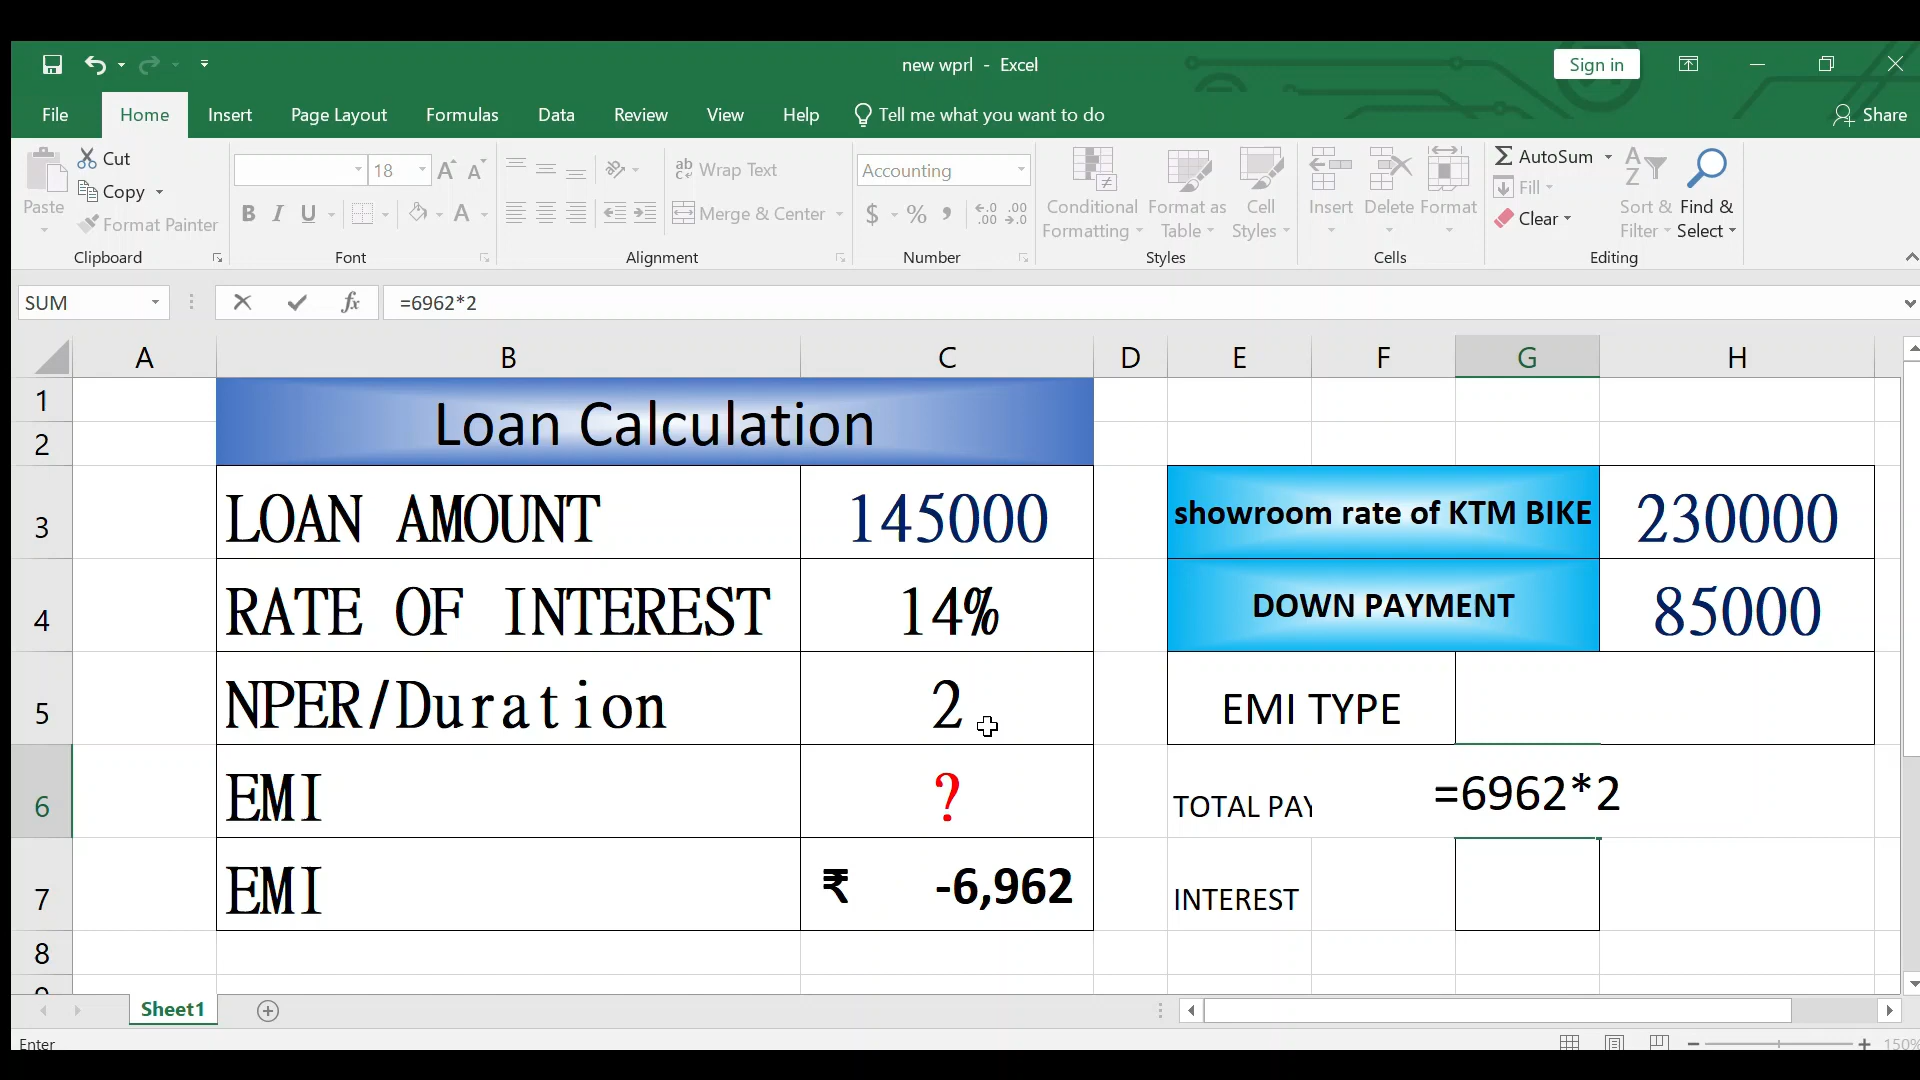 new wprl - Excel
Sign in
File Home Insert Page Layout Formulas Data Review View Help Tell me what you want to do Share
Paste
Cut
Copy
Format Painter
Clipboard
18
B I U
A
Font
ab Wrap Text
Merge & Center
Alignment
Accounting
$ % ,
Number
Conditional Formatting
Format as Table
Cell Styles
Styles
Insert Delete Format
Cells
AutoSum
Fill
Clear
Sort & Filter
Find & Select
Editing
SUM fx =6962*2
A B C D E F G H
1 Loan Calculation
2
3 LOAN AMOUNT 145000 showroom rate of KTM BIKE 230000
4 RATE OF INTEREST 14% DOWN PAYMENT 85000
5 NPER/Duration 2 EMI TYPE
6 EMI ? TOTAL PAY =6962*2
7 EMI ₹ -6,962 INTEREST
8
9
Sheet1
Enter 150%